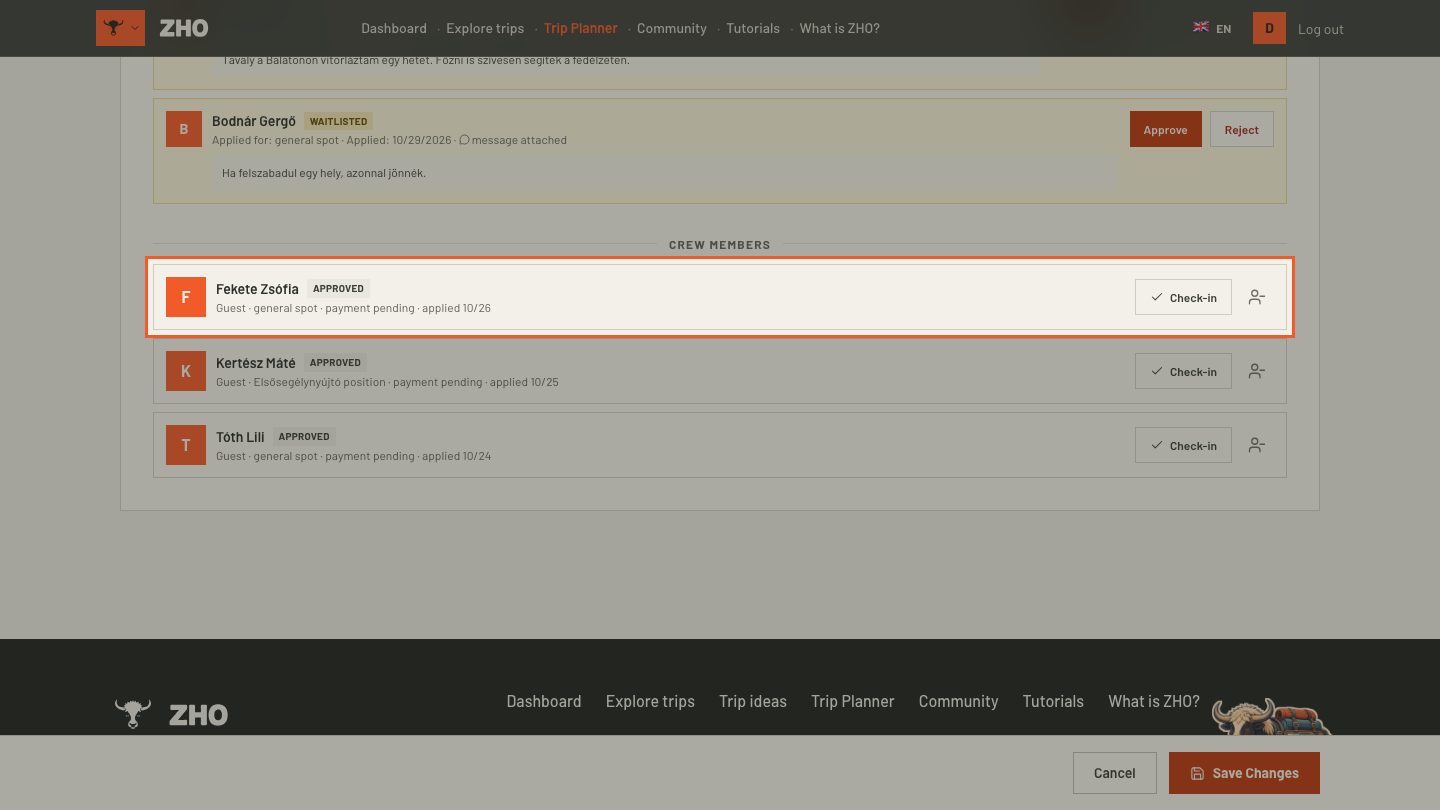 ZHO
Dashboard · Explore trips · Trip Planner · Community · Tutorials · What is ZHO?
EN
D
Log out
Tavaly a Balatonon vitorláztam egy hetet. Főzni is szívesen segítek a fedélzeten.
B
Bodnár Gergő WAITLISTED
Applied for: general spot · Applied: 10/29/2026 · message attached
Approve
Reject
Ha felszabadul egy hely, azonnal jönnék.
CREW MEMBERS
F
Fekete Zsófia APPROVED
Guest · general spot · payment pending · applied 10/26
Check-in
K
Kertész Máté APPROVED
Guest · Elsősegélynyújtó position · payment pending · applied 10/25
Check-in
T
Tóth Lili APPROVED
Guest · general spot · payment pending · applied 10/24
Check-in
ZHO
Dashboard Explore trips Trip ideas Trip Planner Community Tutorials What is ZHO?
Cancel
Save Changes